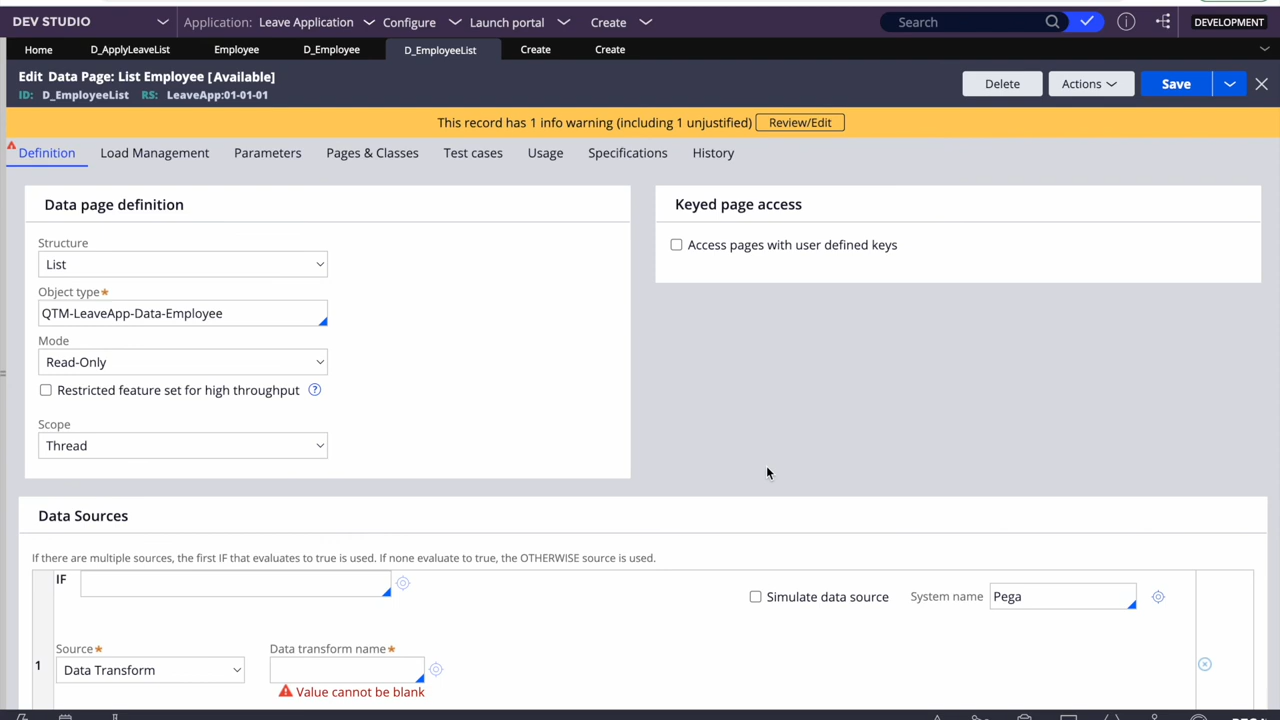 DEV STUDIO Application: Leave Application Configure Launch portal Create Search DEVELOPMENT
Home D_ApplyLeaveList Employee D_Employee D_EmployeeList Create Create
Edit Data Page: List Employee [Available]
ID: D_EmployeeList RS: LeaveApp:01-01-01
Delete Actions Save
This record has 1 info warning (including 1 unjustified) Review/Edit
Definition Load Management Parameters Pages & Classes Test cases Usage Specifications History
Data page definition
Keyed page access
Structure
List
Access pages with user defined keys
Object type*
QTM-LeaveApp-Data-Employee
Mode
Read-Only
Restricted feature set for high throughput ?
Scope
Thread
Data Sources
If there are multiple sources, the first IF that evaluates to true is used. If none evaluate to true, the OTHERWISE source is used.
IF
Simulate data source System name Pega
Source* Data transform name*
1 Data Transform
Value cannot be blank